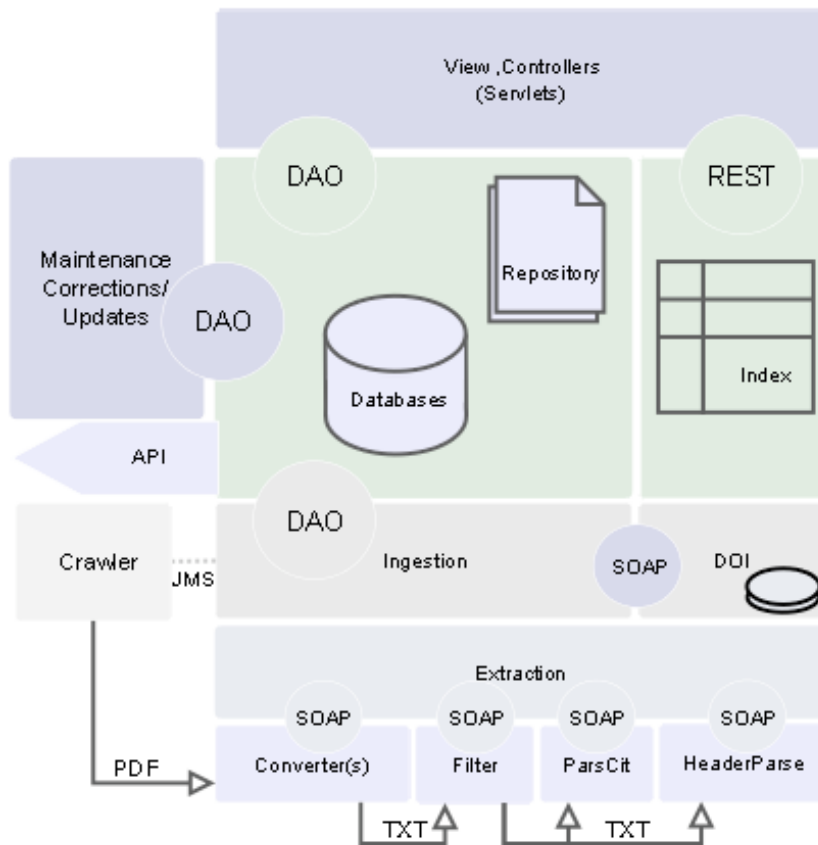 View ,Controllers
(Servlets)
DAO
REST
Maintenance
Corrections/
Updates
DAO
Repository
Databases
Index
API
DAO
Crawler
JMS
Ingestion
SOAP
DOI
Extraction
SOAP
SOAP
SOAP
SOAP
Converter(s)
Filter
ParsCit
HeaderParse
PDF
TXT
TXT